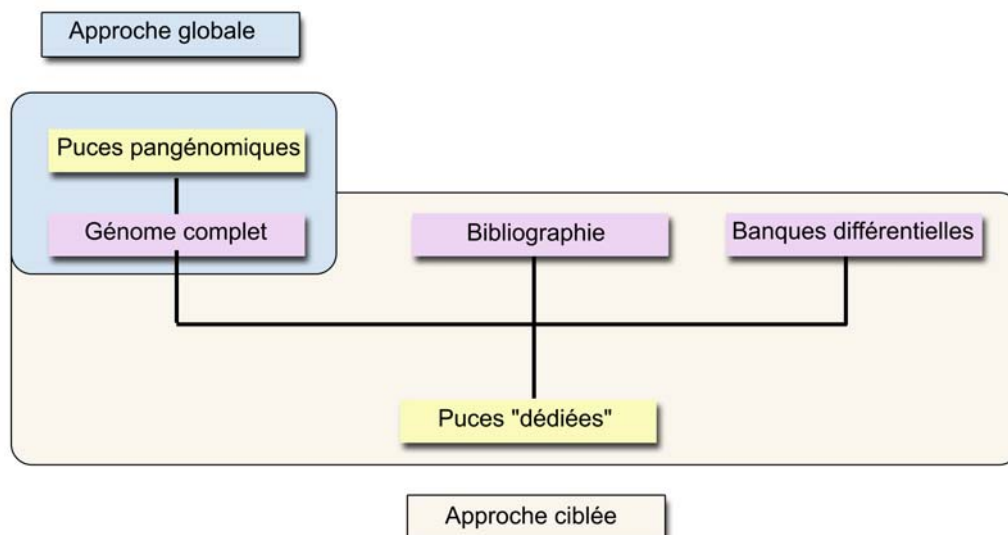 Approche globale
Puces pangénomiques
Génome complet
Bibliographie
Banques différentielles
Puces "dédiées"
Approche ciblée